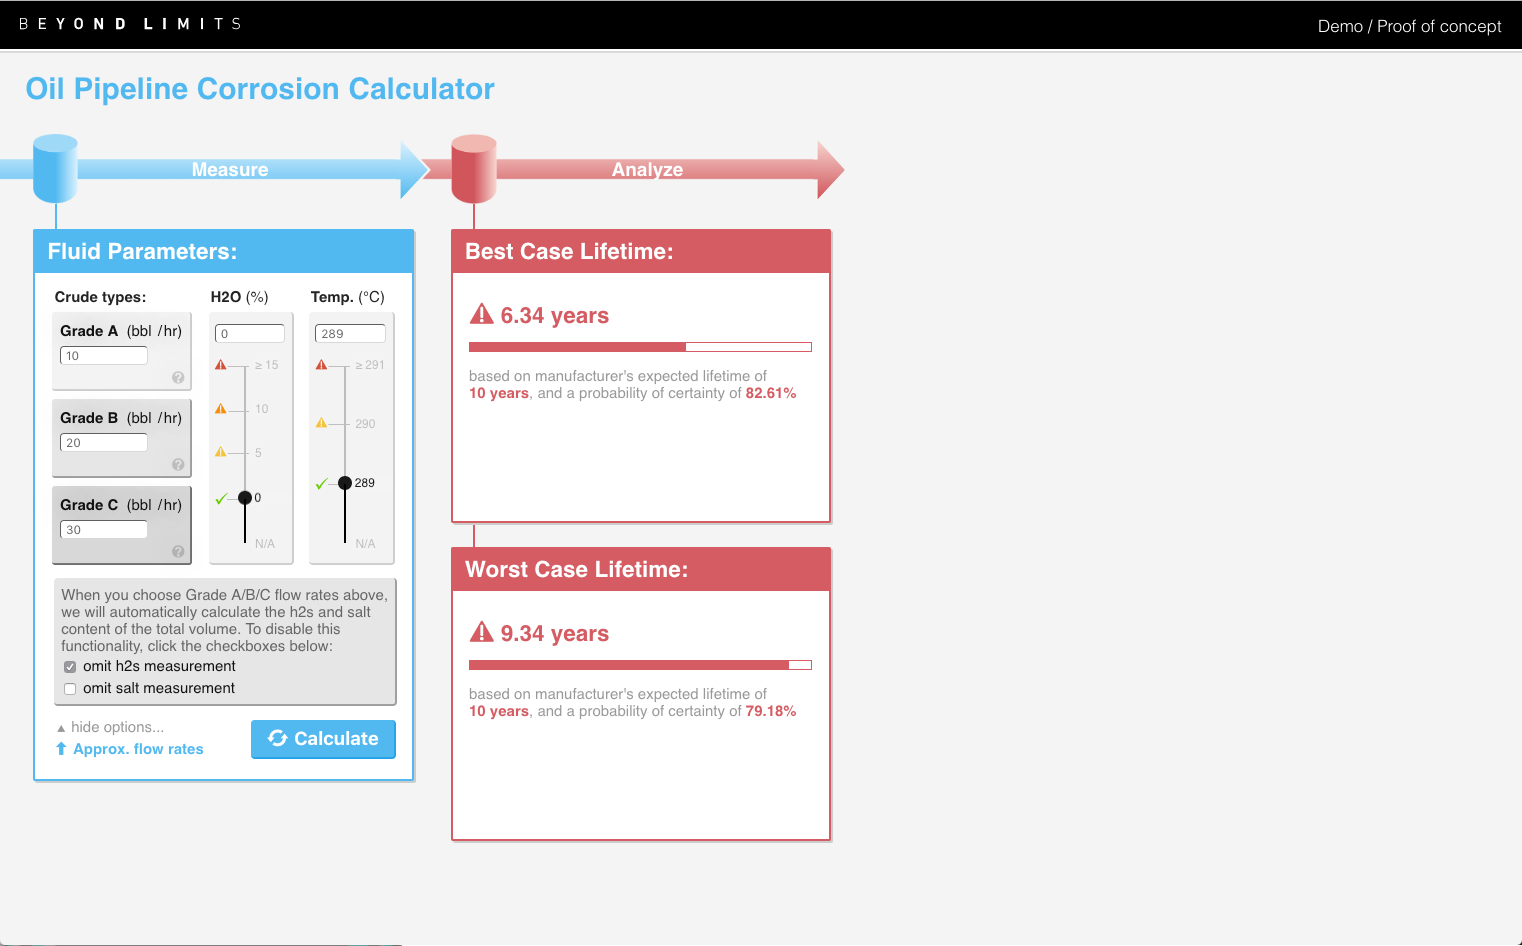 BEYOND LIMITS
Demo / Proof of concept
Oil Pipeline Corrosion Calculator
Measure
Analyze
Fluid Parameters:
Crude types:
H2O (%)
Temp. (°C)
Grade A (bbl /hr)
10
?
Grade B (bbl /hr)
20
?
Grade C (bbl /hr)
30
?
0
≥ 15
10
5
0
N/A
289
≥ 291
290
289
N/A
When you choose Grade A/B/C flow rates above,
we will automatically calculate the h2s and salt
content of the total volume. To disable this
functionality, click the checkboxes below:
omit h2s measurement
omit salt measurement
hide options...
Approx. flow rates
Calculate
Best Case Lifetime:
6.34 years
based on manufacturer's expected lifetime of
10 years, and a probability of certainty of 82.61%
Worst Case Lifetime:
9.34 years
based on manufacturer's expected lifetime of
10 years, and a probability of certainty of 79.18%